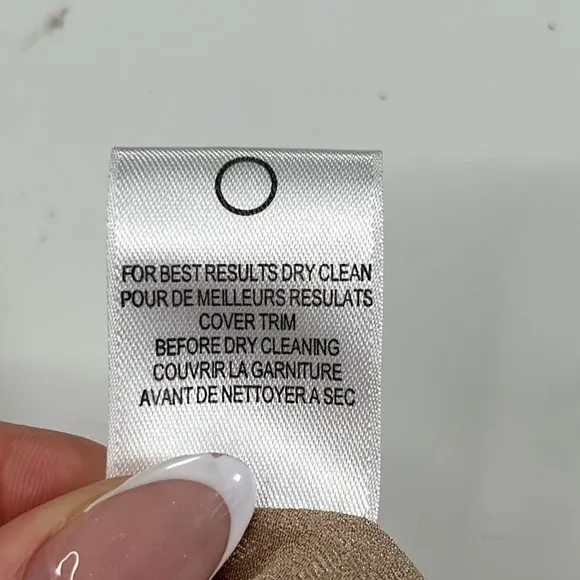 FOR BEST RESULTS DRY CLEAN
POUR DE MEILLEURS RESULATS
COVER TRIM
BEFORE DRY CLEANING
COUVRIR LA GARNITURE
AVANT DE NETTOYER A SEC